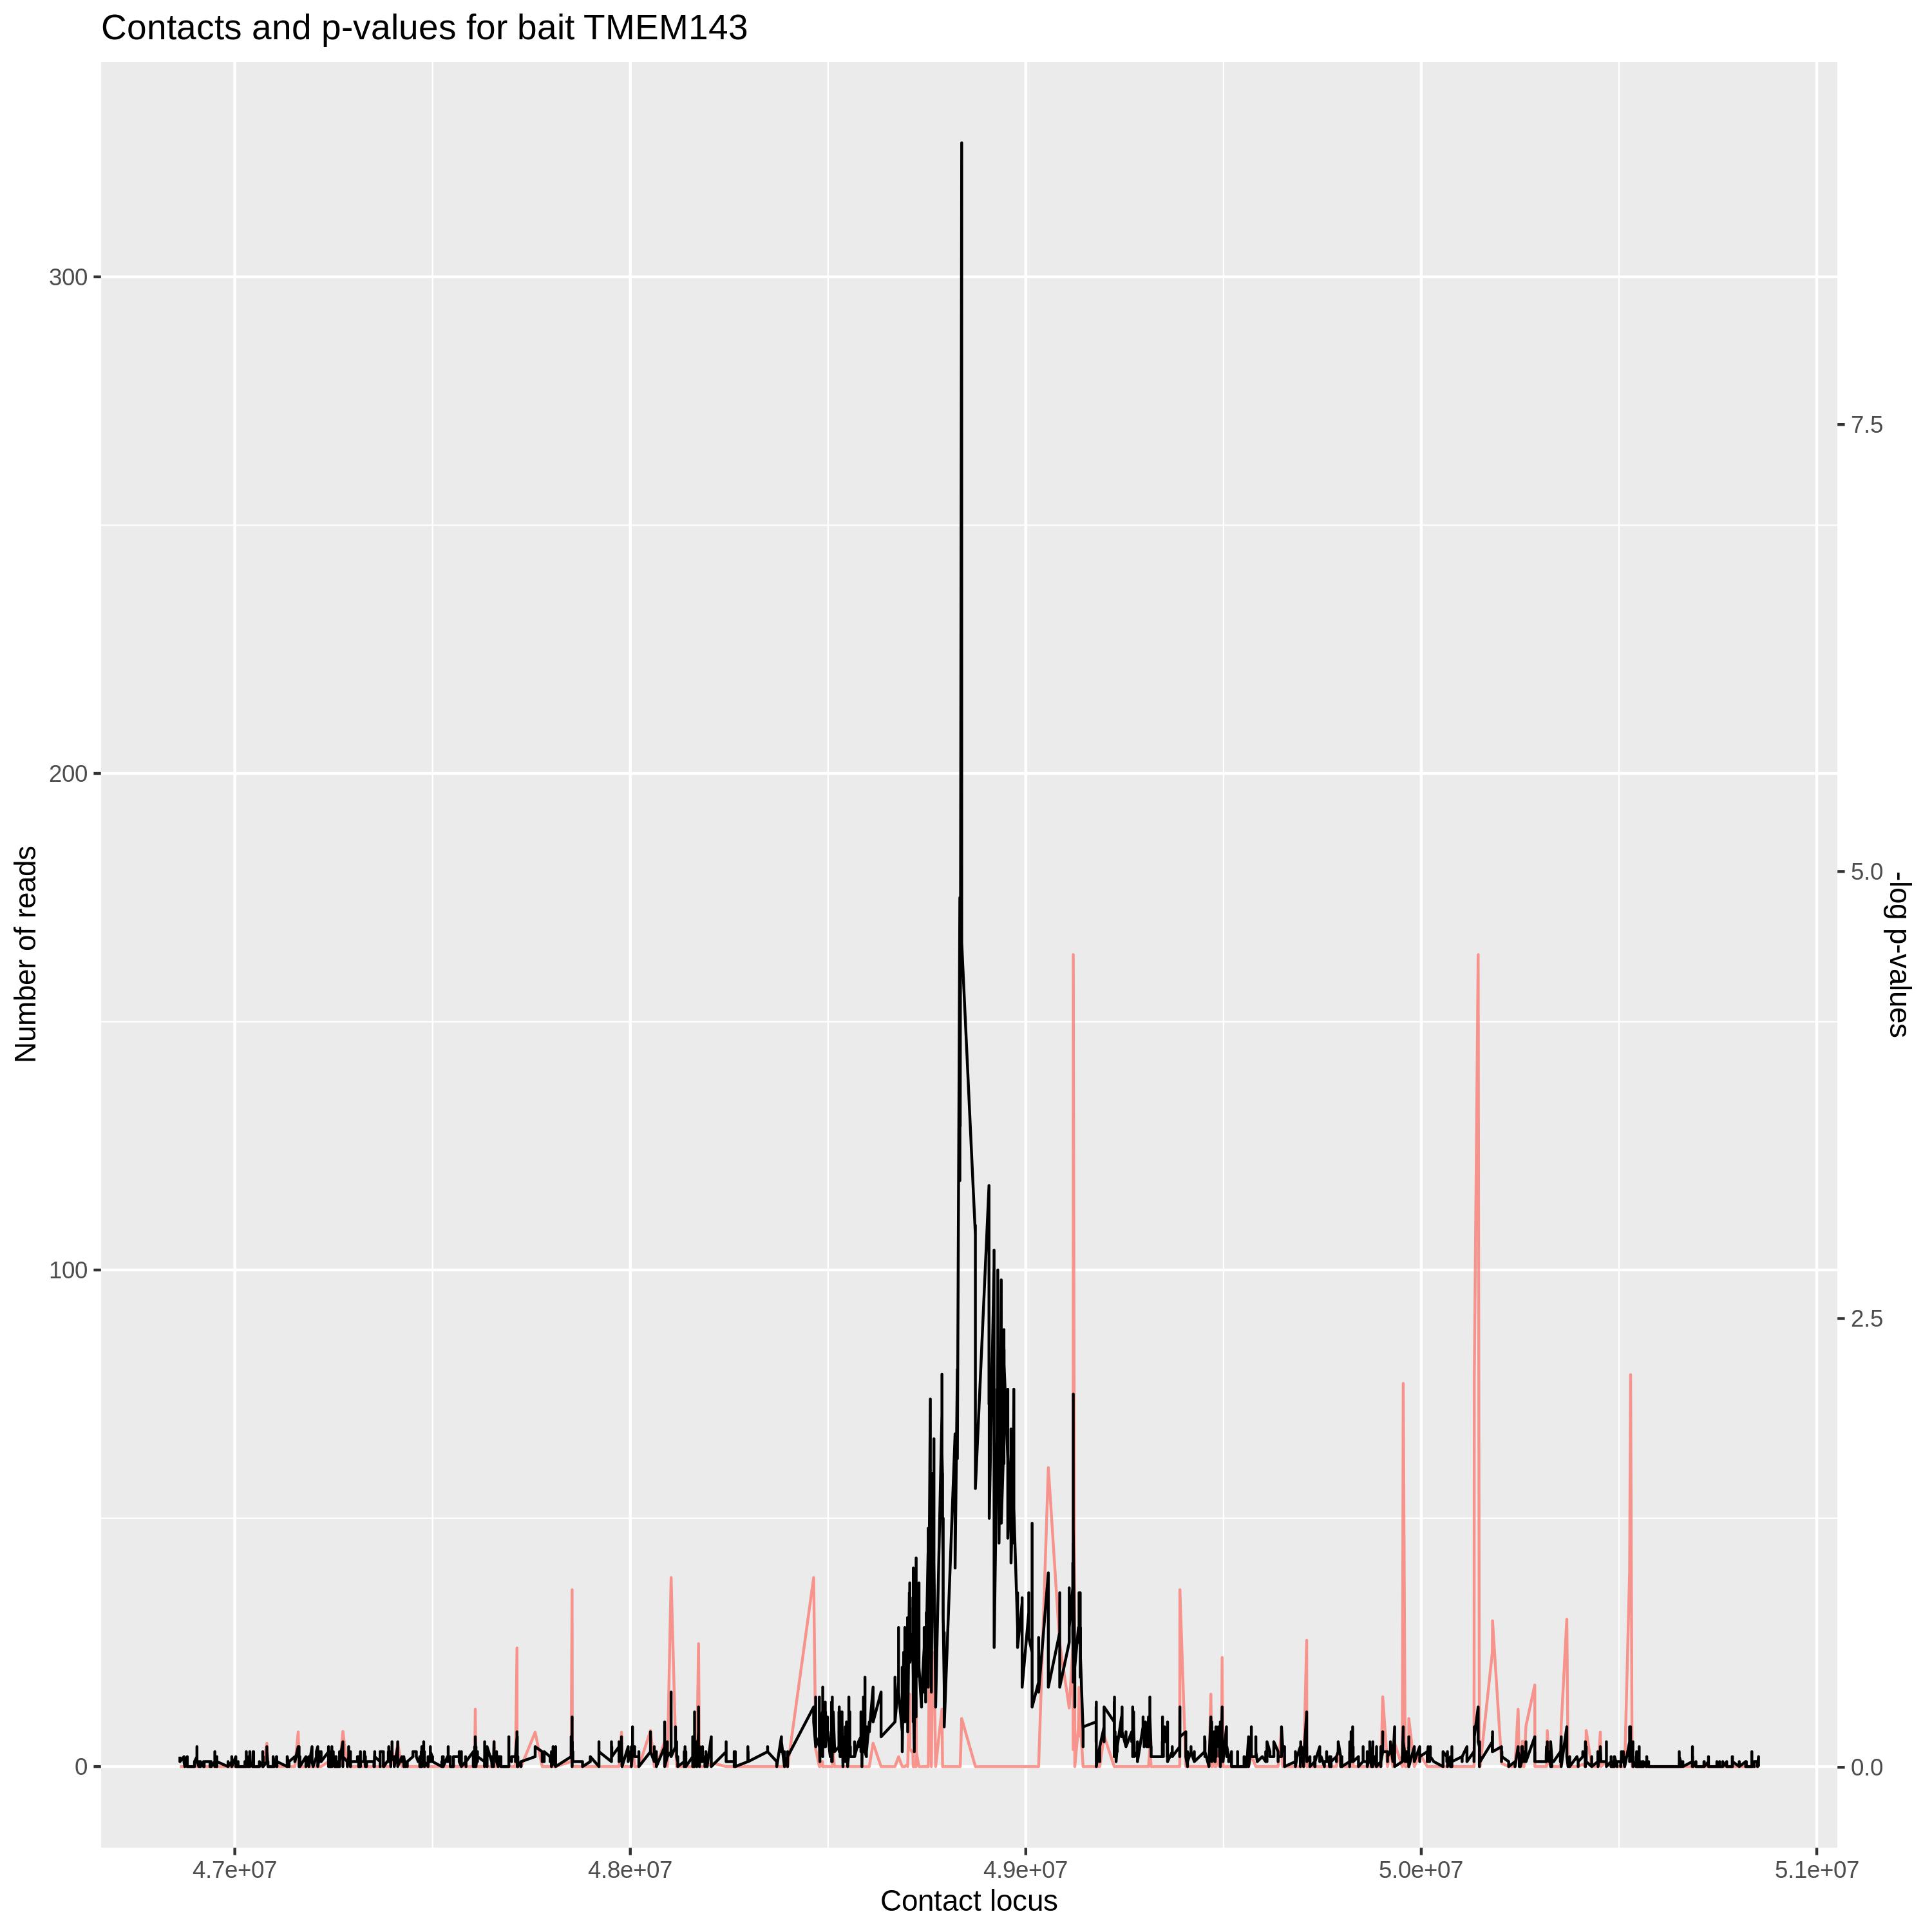 Contacts and p-values for bait TMEM143
300
200
100
0
Number of reads
7.5
5.0
2.5
0.0
-log p-values
4.7e+07
4.8e+07
4.9e+07
5.0e+07
5.1e+07
Contact locus